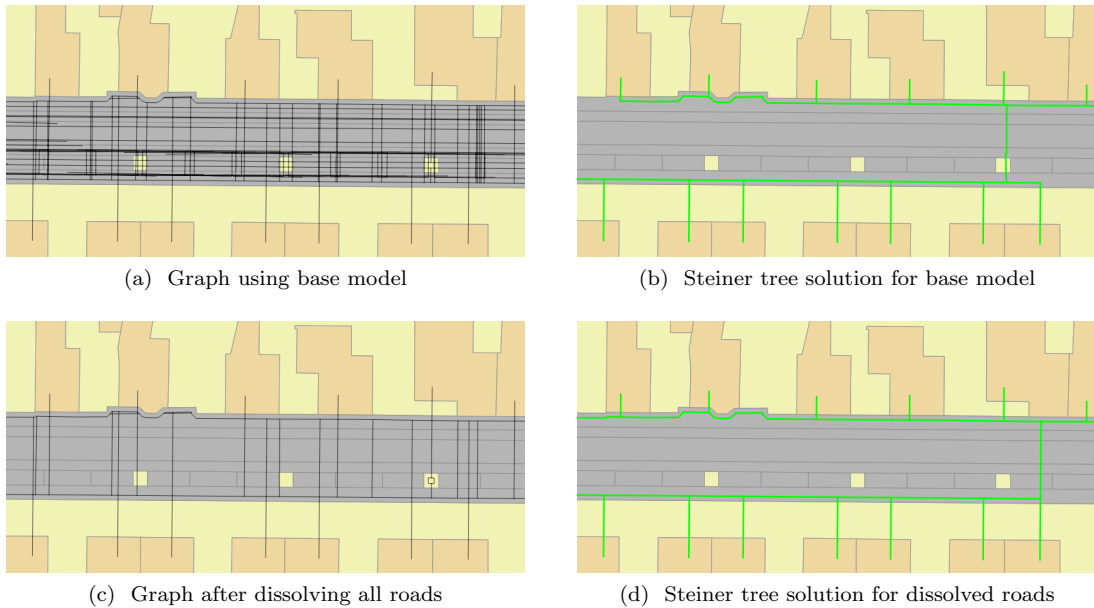 (a) Graph using base model
(b) Steiner tree solution for base model
(c) Graph after dissolving all roads
(d) Steiner tree solution for dissolved roads